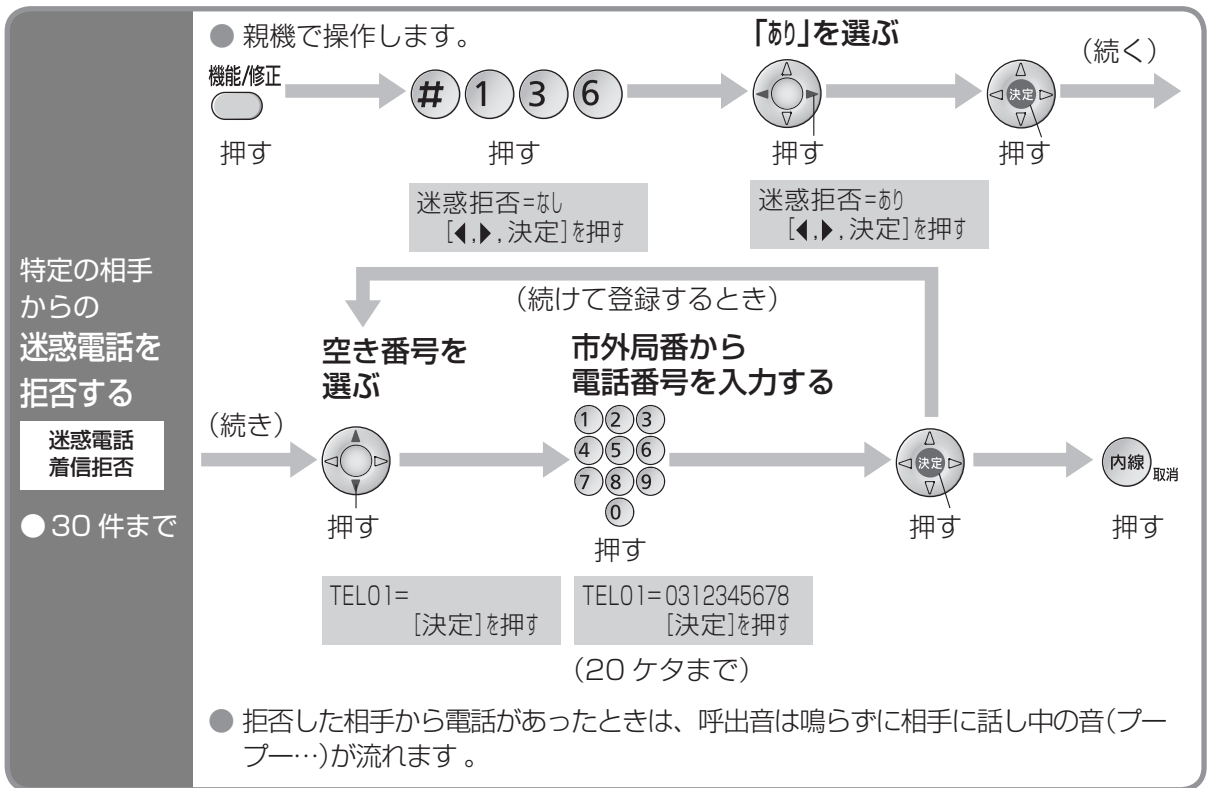 特定の相手
からの
迷惑電話を
拒否する
迷惑電話
着信拒否
●30件まで
● 親機で操作します。
「あり」を選ぶ
(続く)
機能/修正
# 1 3 6
決定
押す
押す
押す
押す
迷惑拒否=なし
[◀,▶,決定]を押す
迷惑拒否=あり
[◀,▶,決定]を押す
(続けて登録するとき)
空き番号を
選ぶ
市外局番から
電話番号を入力する
(続き)
1 2 3
4 5 6
7 8 9
0
決定
内線 取消
押す
押す
押す
押す
TEL01=
[決定]を押す
TEL01=0312345678
[決定]を押す
(20ケタまで)
● 拒否した相手から電話があったときは、呼出音は鳴らずに相手に話し中の音(プー
プー…)が流れます。